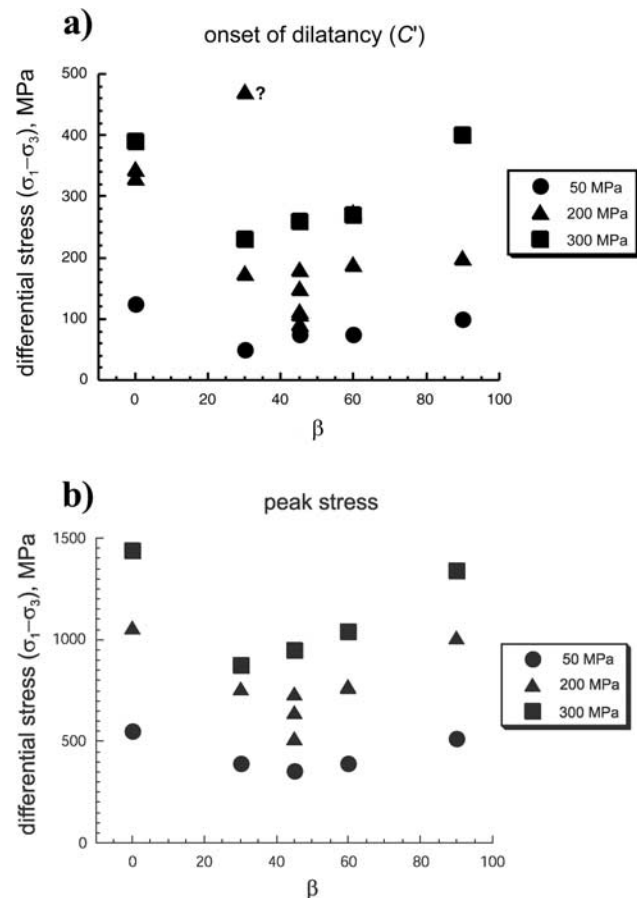 a)
onset of dilatancy (C')
differential stress (σ₁−σ₃), MPa
500
400
300
200
100
0
?
0 20 40 60 80 100
β
50 MPa
200 MPa
300 MPa
b)
peak stress
differential stress (σ₁−σ₃), MPa
1500
1000
500
0
0 20 40 60 80 100
β
50 MPa
200 MPa
300 MPa